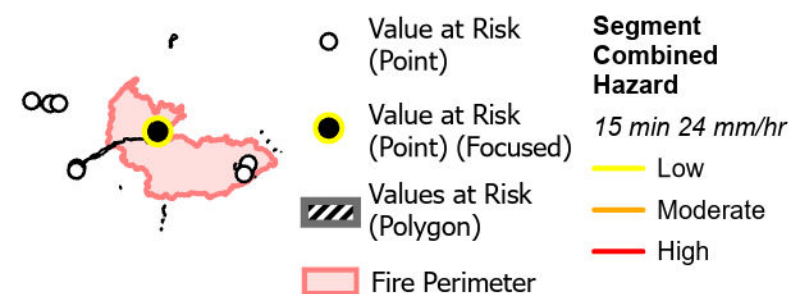 Value at Risk
(Point)
Value at Risk
(Point) (Focused)
Values at Risk
(Polygon)
Fire Perimeter
Segment
Combined
Hazard
15 min 24 mm/hr
Low
Moderate
High